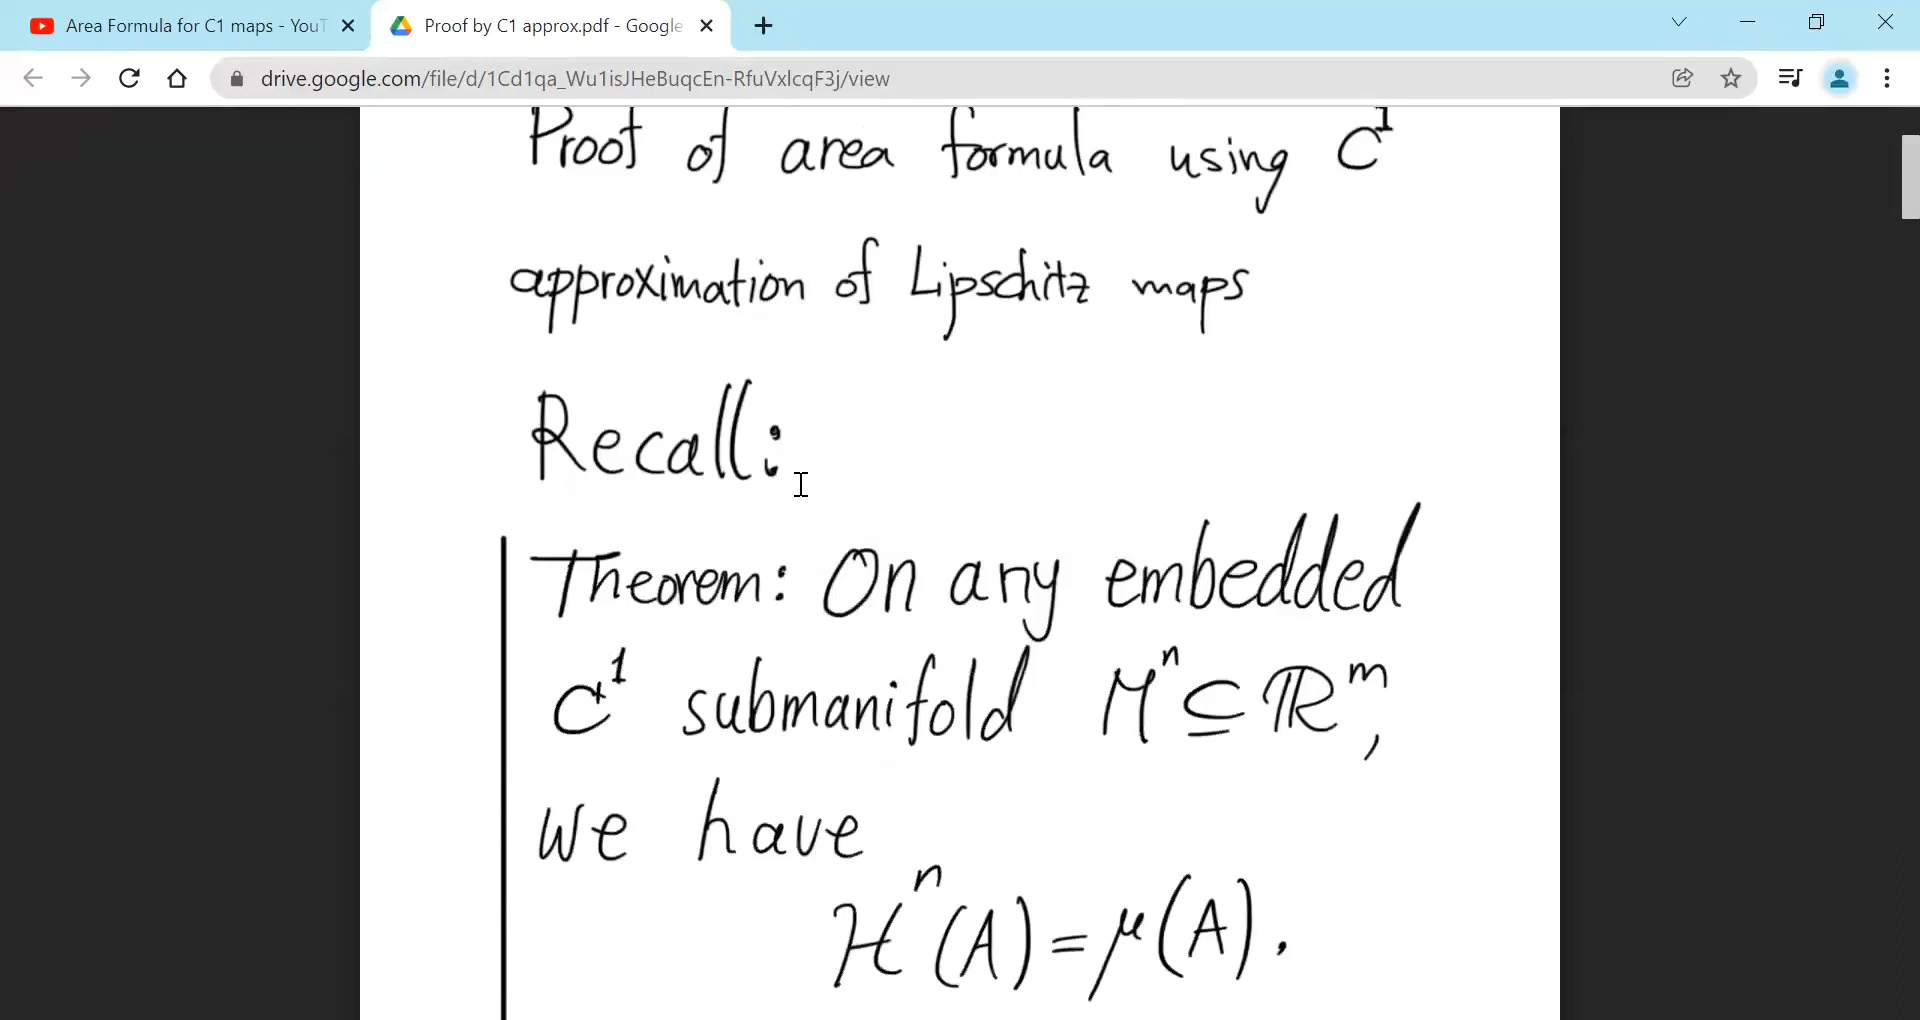 Area Formula for C1 maps - YouT
Proof by C1 approx.pdf - Google
drive.google.com/file/d/1Cd1qa_Wu1isJHeBuqcEn-RfuVxlcqF3j/view
Proof of area formula using C¹
approximation of Lipschitz maps
Recall:
Theorem: On any embedded
C¹ submanifold Mⁿ ⊆ ℝᵐ,
we have
ℋⁿ(A) = μ(A).